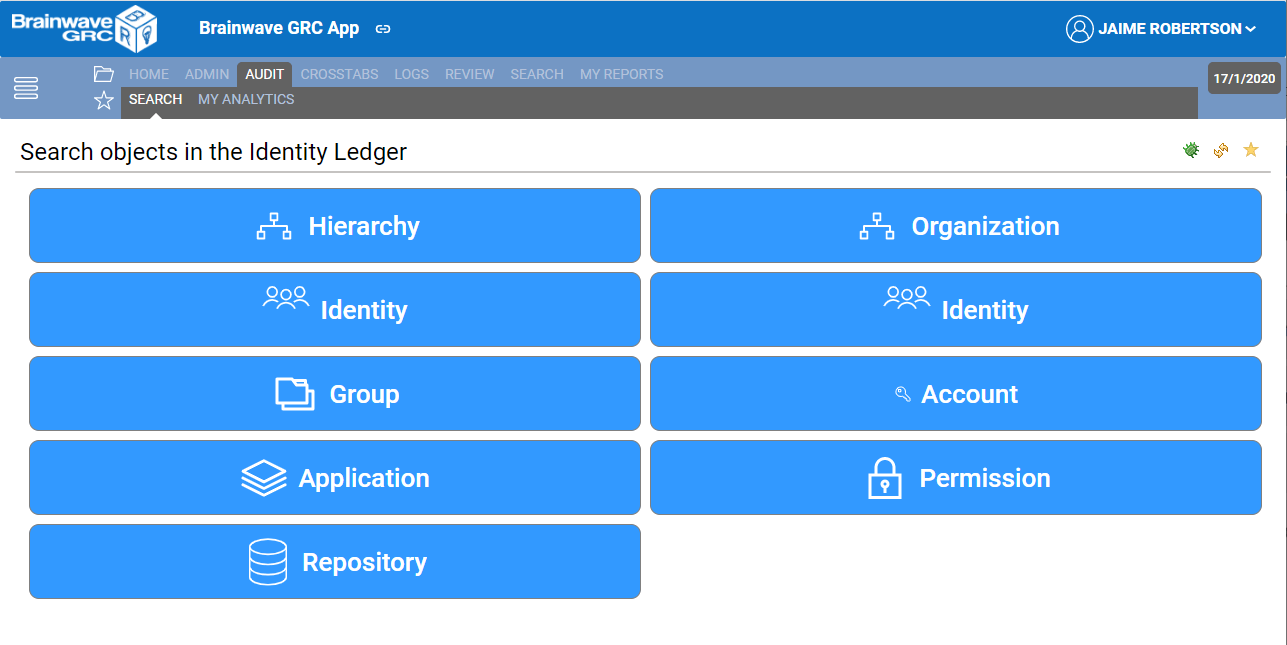 Brainwave GRC
Brainwave GRC App
JAIME ROBERTSON
HOME ADMIN AUDIT CROSSTABS LOGS REVIEW SEARCH MY REPORTS
17/1/2020
SEARCH MY ANALYTICS
Search objects in the Identity Ledger
Hierarchy
Organization
Identity
Identity
Group
Account
Application
Permission
Repository